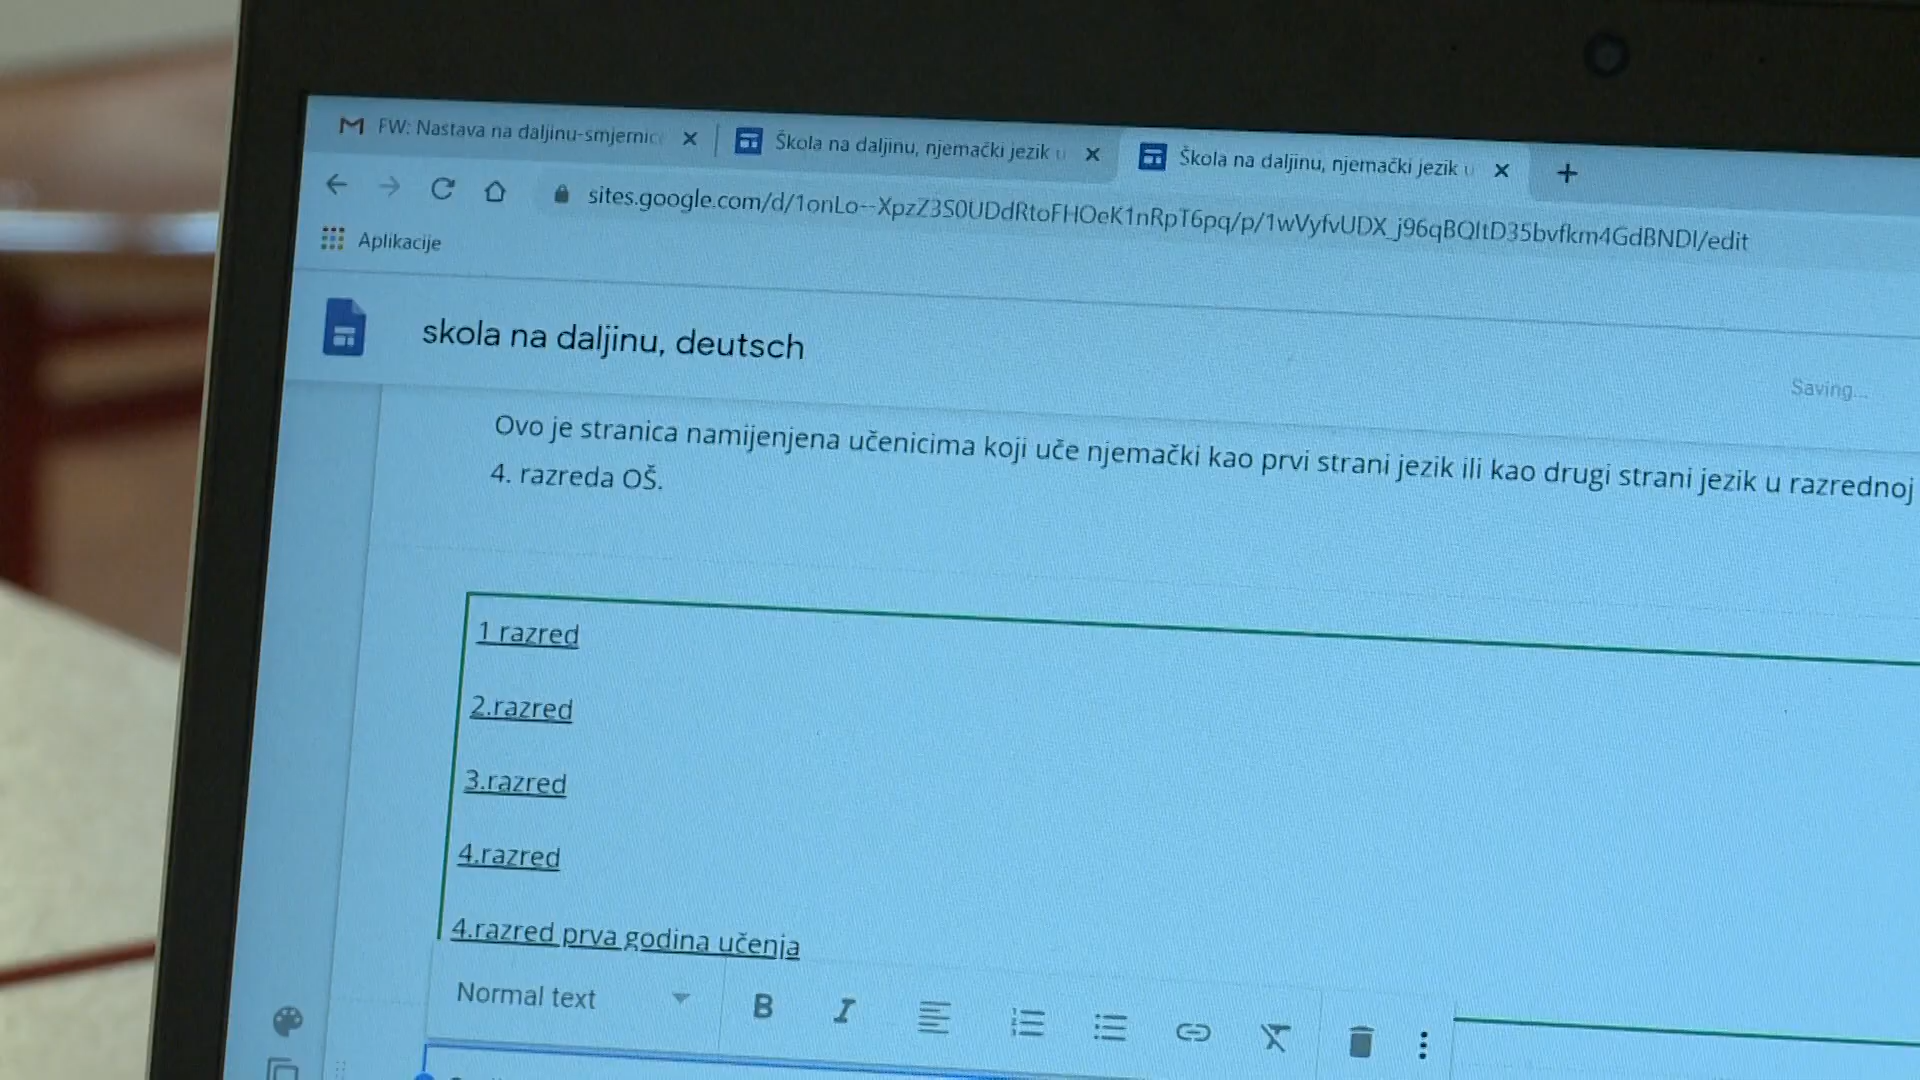 FW: Nastava na daljinu-smjernice
Škola na daljinu, njemački jezik u
Škola na daljinu, njemački jezik u
sites.google.com/d/1onLo--XpzZ3S0UDdRtoFHOeK1nRpT6pq/p/1wVyfvUDX_j96qBQItD35bvfkm4GdBNDI/edit
Aplikacije
skola na daljinu, deutsch
Saving...
Ovo je stranica namijenjena učenicima koji uče njemački kao prvi strani jezik ili kao drugi strani jezik u razrednoj
4. razreda OŠ.
1 razred
2.razred
3.razred
4.razred
4.razred prva godina učenja
Normal text